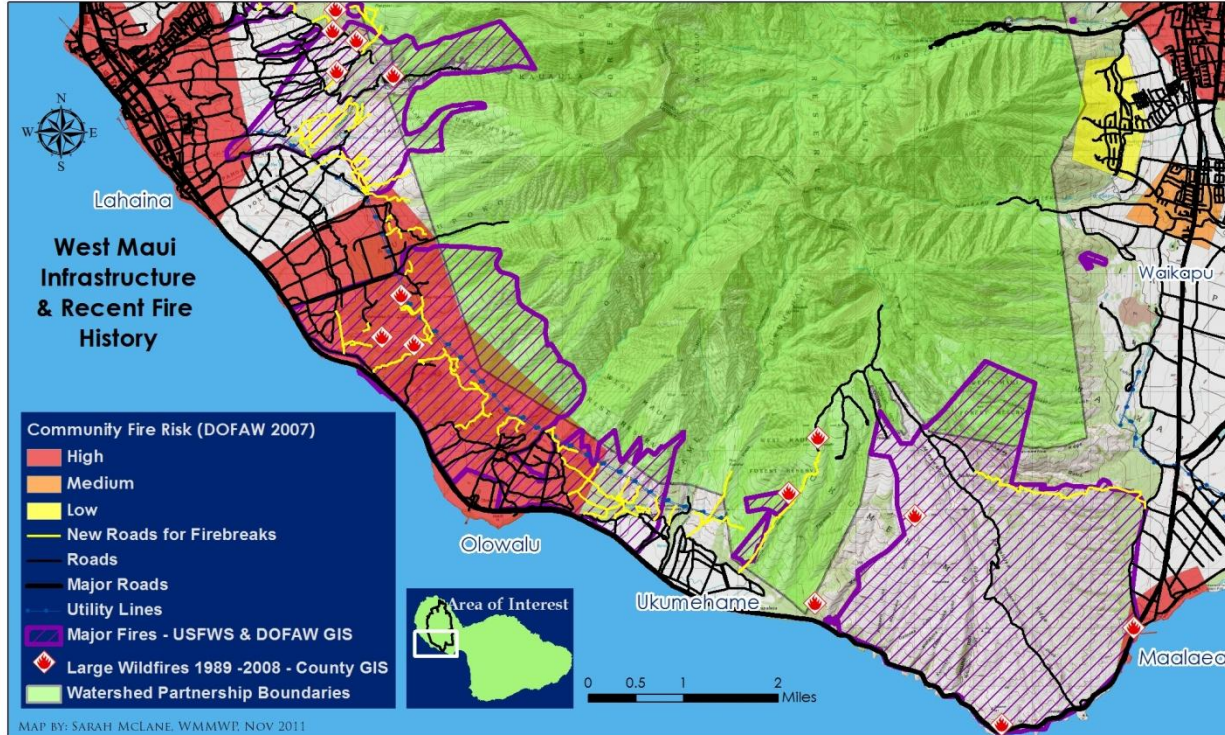 N
W
E
S
Lahaina
West Maui
Infrastructure
& Recent Fire
History
Waikapu
Olowalu
Ukumehame
Maalaea
Community Fire Risk (DOFAW 2007)
High
Medium
Low
New Roads for Firebreaks
Roads
Major Roads
Utility Lines
Major Fires - USFWS & DOFAW GIS
Large Wildfires 1989 -2008 - County GIS
Watershed Partnership Boundaries
Map by: Sarah McLane, WMMWP, Nov 2011
Area of Interest
0 0.5 1 2
Miles